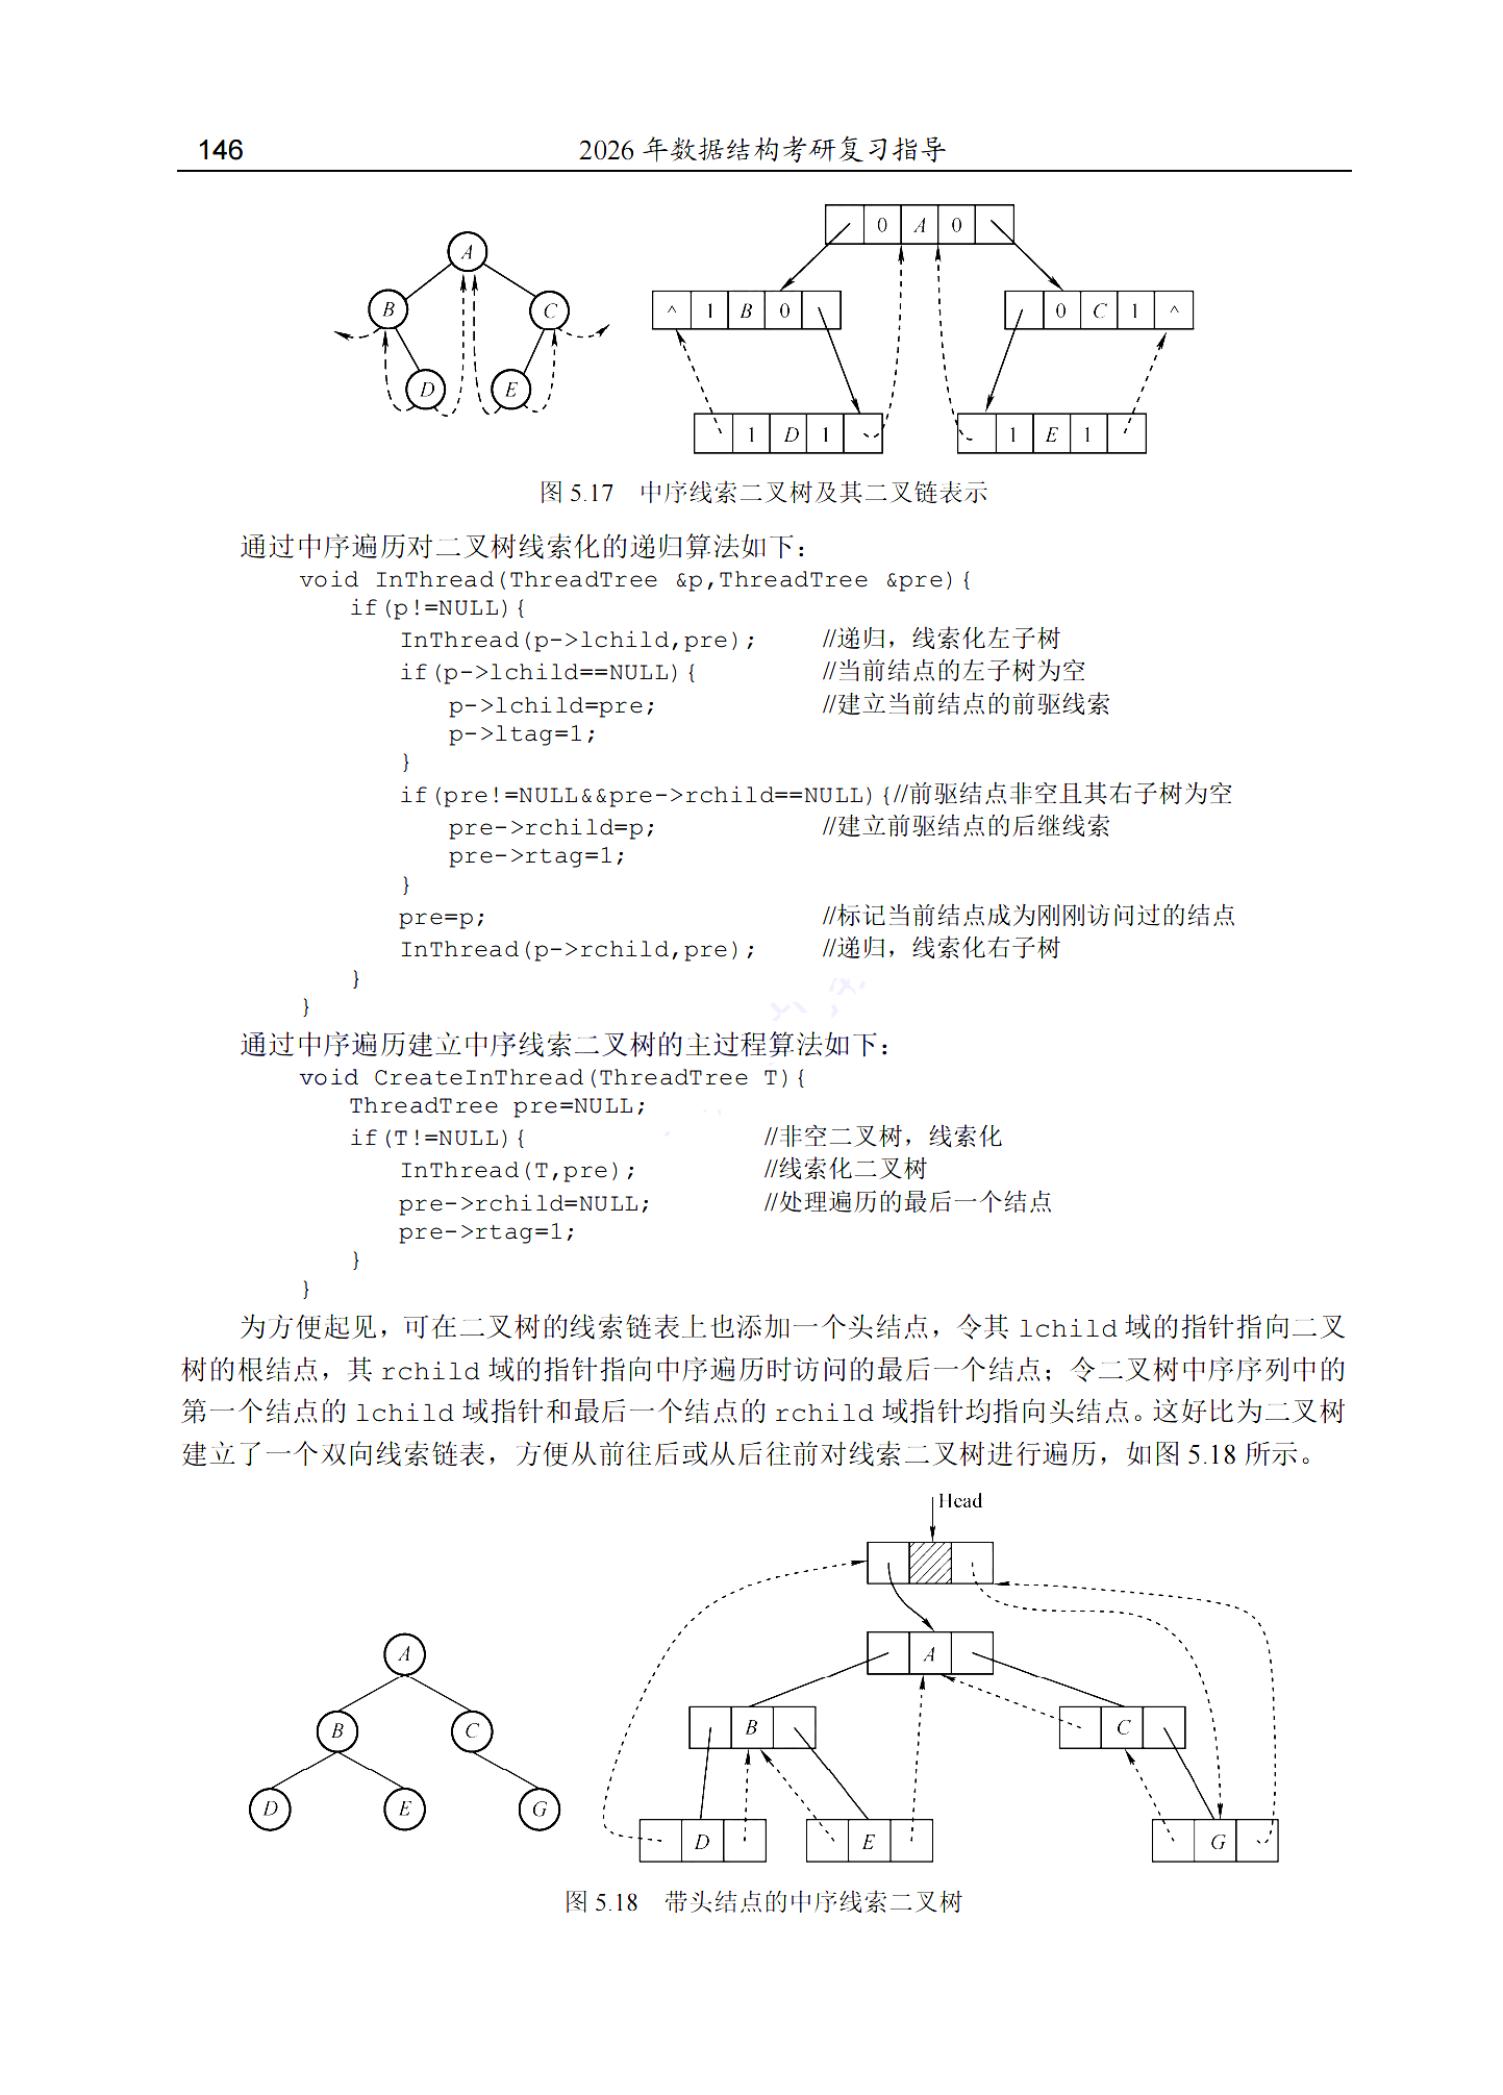 146
2026 年数据结构考研复习指导
0 A 0
A
B C
^ 1 B 0
0 C 1 ^
D E
1 D 1
1 E 1
图 5.17 中序线索二叉树及其二叉链表示
通过中序遍历对二叉树线索化的递归算法如下：
void InThread(ThreadTree &p,ThreadTree &pre){
if(p!=NULL){
InThread(p->lchild,pre); //递归，线索化左子树
if(p->lchild==NULL){ //当前结点的左子树为空
p->lchild=pre; //建立当前结点的前驱线索
p->ltag=1;
}
if(pre!=NULL&&pre->rchild==NULL){//前驱结点非空且其右子树为空
pre->rchild=p; //建立前驱结点的后继线索
pre->rtag=1;
}
pre=p; //标记当前结点成为刚刚访问过的结点
InThread(p->rchild,pre); //递归，线索化右子树
}
}
通过中序遍历建立中序线索二叉树的主过程算法如下：
void CreateInThread(ThreadTree T){
ThreadTree pre=NULL;
if(T!=NULL){ //非空二叉树，线索化
InThread(T,pre); //线索化二叉树
pre->rchild=NULL; //处理遍历的最后一个结点
pre->rtag=1;
}
}
为方便起见，可在二叉树的线索链表上也添加一个头结点，令其 lchild 域的指针指向二叉
树的根结点，其 rchild 域的指针指向中序遍历时访问的最后一个结点；令二叉树中序序列中的
第一个结点的 lchild 域指针和最后一个结点的 rchild 域指针均指向头结点。这好比为二叉树
建立了一个双向线索链表，方便从前往后或从后往前对线索二叉树进行遍历，如图 5.18 所示。
Head
A
A
B C
B C
D E G
D E G
图 5.18 带头结点的中序线索二叉树